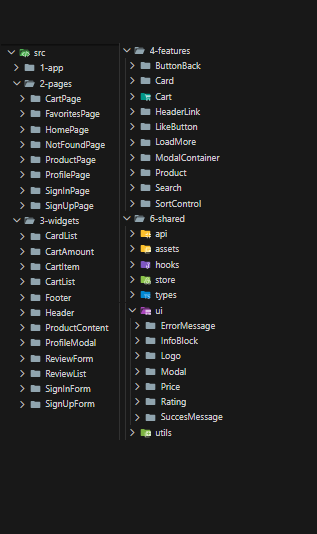 src
1-app
2-pages
CartPage
FavoritesPage
HomePage
NotFoundPage
ProductPage
ProfilePage
SignInPage
SignUpPage
3-widgets
CardList
CartAmount
CartItem
CartList
Footer
Header
ProductContent
ProfileModal
ReviewForm
ReviewList
SignInForm
SignUpForm
4-features
ButtonBack
Card
Cart
HeaderLink
LikeButton
LoadMore
ModalContainer
Product
Search
SortControl
6-shared
api
assets
hooks
store
types
ui
ErrorMessage
InfoBlock
Logo
Modal
Price
Rating
SuccesMessage
utils